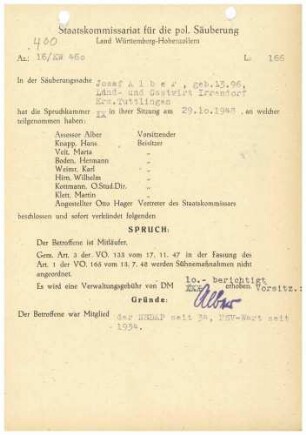 Staatskommissariat für die pol. Säuberung
Land Württemberg-Hohenzollern
.400
Az.: 16/KW 460 L 166
In der Säuberungssache Josef Alber, geb.13.96,
Land- und Gastwirt Irrendorf
Krs.Tuttlingen
hat die Spruchkammer IX in ihrer Sitzung am 29.10.1948, an welcher
teilgenommen haben:
Assessor Alber Vorsitzender
Knapp, Hans Beisitzer
Veit, Maria „
Boden, Hermann „
Weimer, Karl „
Hirn, Wilhelm „
Kottmann, O.Stud.Dir. „
Klett, Martin „
Angestellter Otto Hager Vertreter des Staatskommissars
beschlossen und sofort verkündet folgenden
SPRUCH:
Der Betroffene ist Mitläufer.
Gem. Art. 3 der VO. 133 vom 17. 11. 47 in der Fassung des
Art. 1 der VO. 165 vom 13. 7. 48 werden Sühnemaßnahmen nicht
angeordnet.
10.- berichtigt
Es wird eine Verwaltungsgebühr von DM erhoben. Vorsitz.:
Gründe: Alber
Der Betroffene war Mitglied der NSDAP seit 34, NSV-Wart seit
1934.